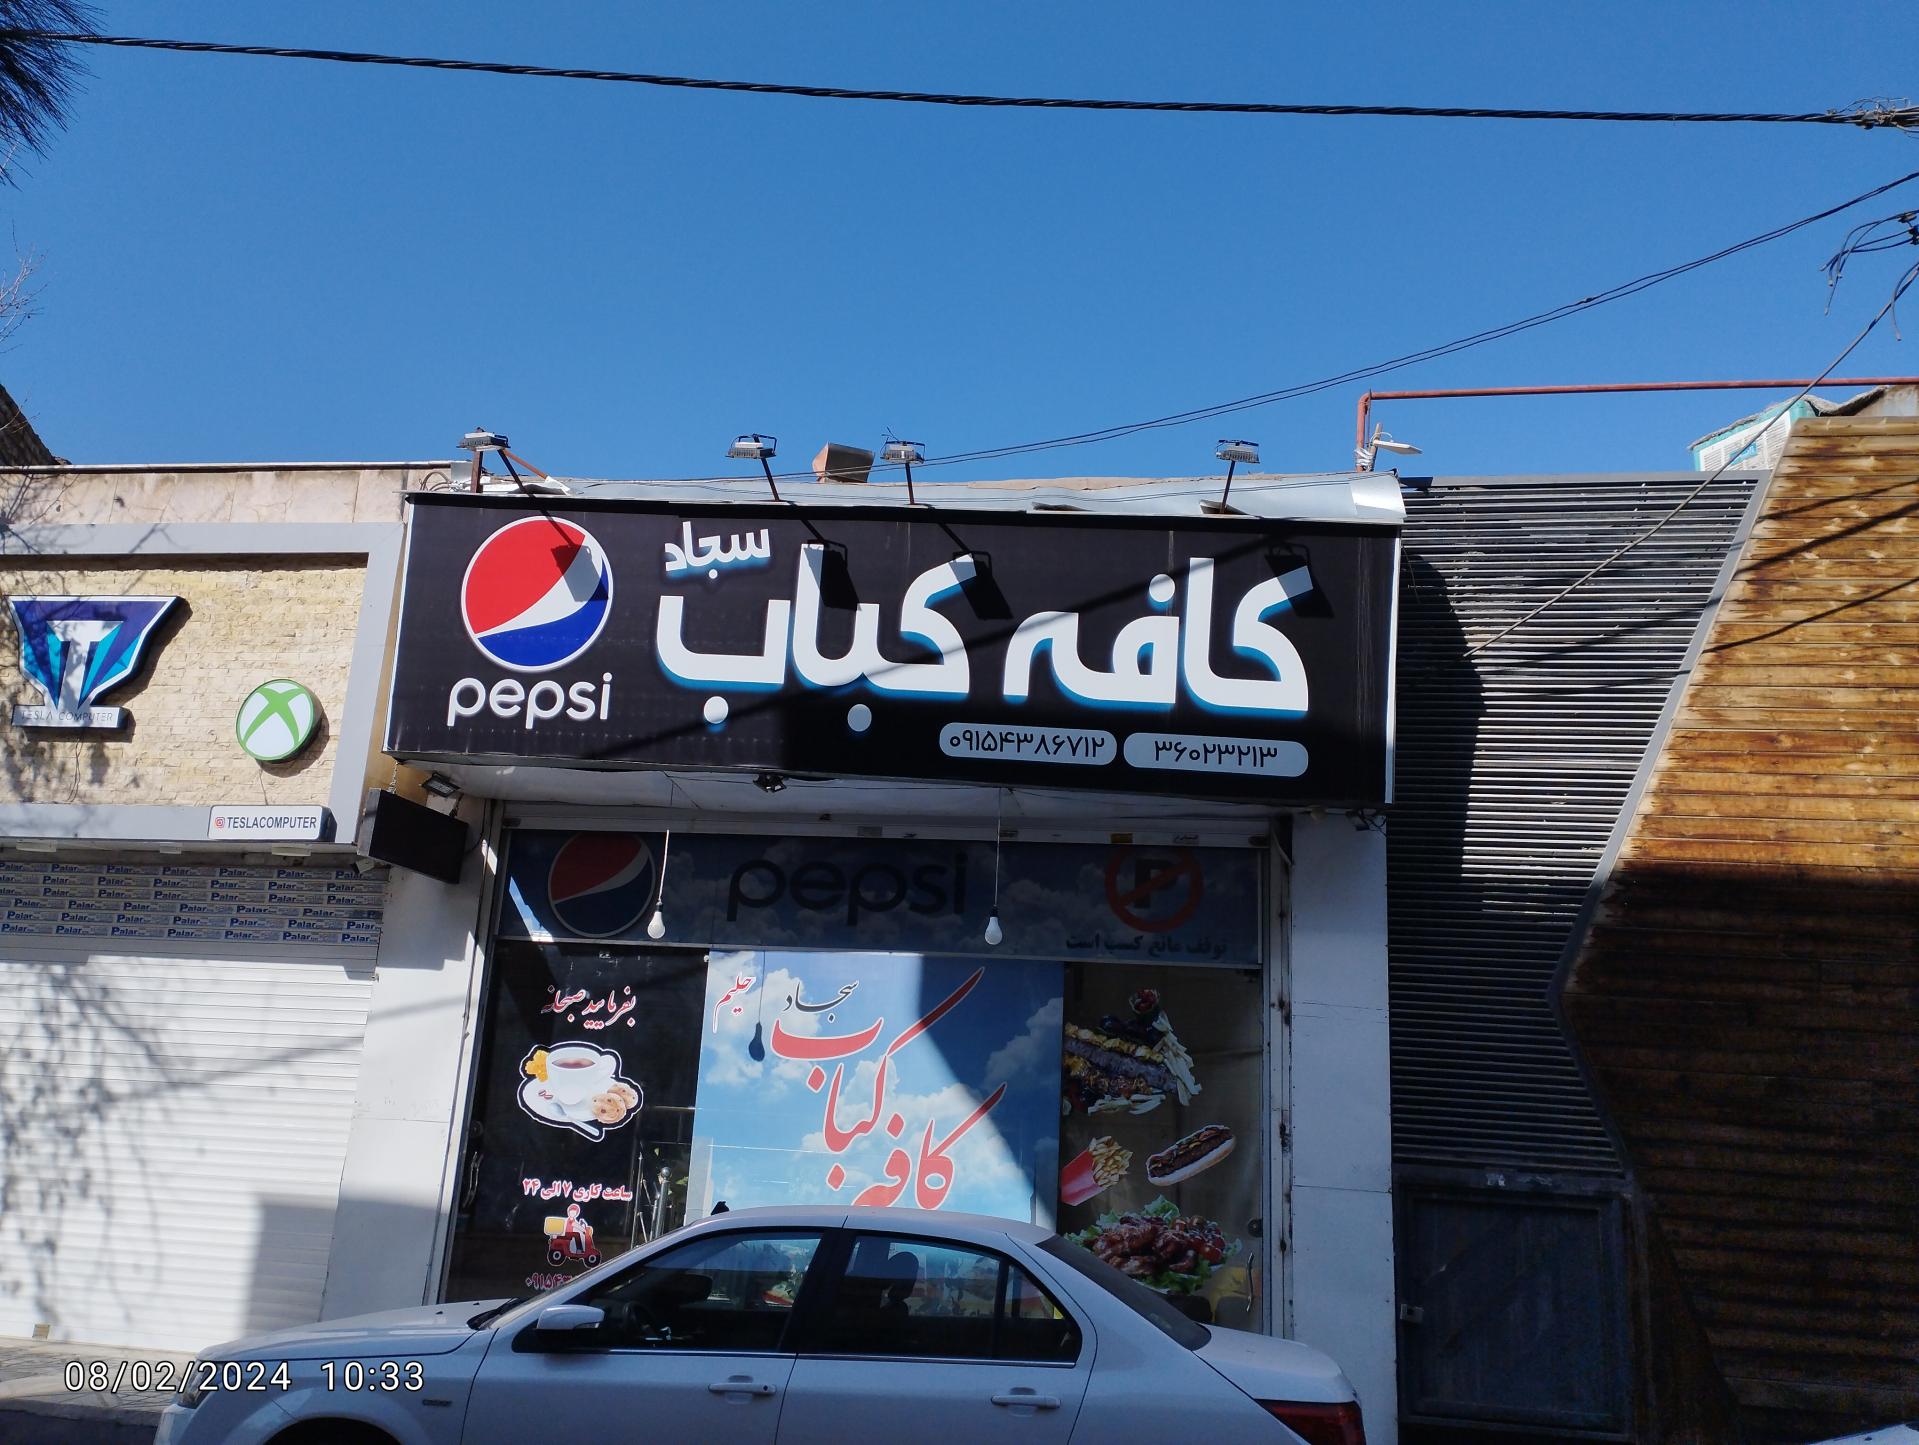 سجاد
کافه کباب
pepsi
۰۹۱۵۴۳۸۶۷۱۲
۳۶۰۲۳۲۱۳
TESLA COMPUTER
TESLACOMPUTER
Palar
pepsi
P
توقف مانع کسب است
بفرمایید صبحانه
حلیم
سجاد
کافه کباب
ساعت کاری ۷ الی ۲۴
08/02/2024 10:33